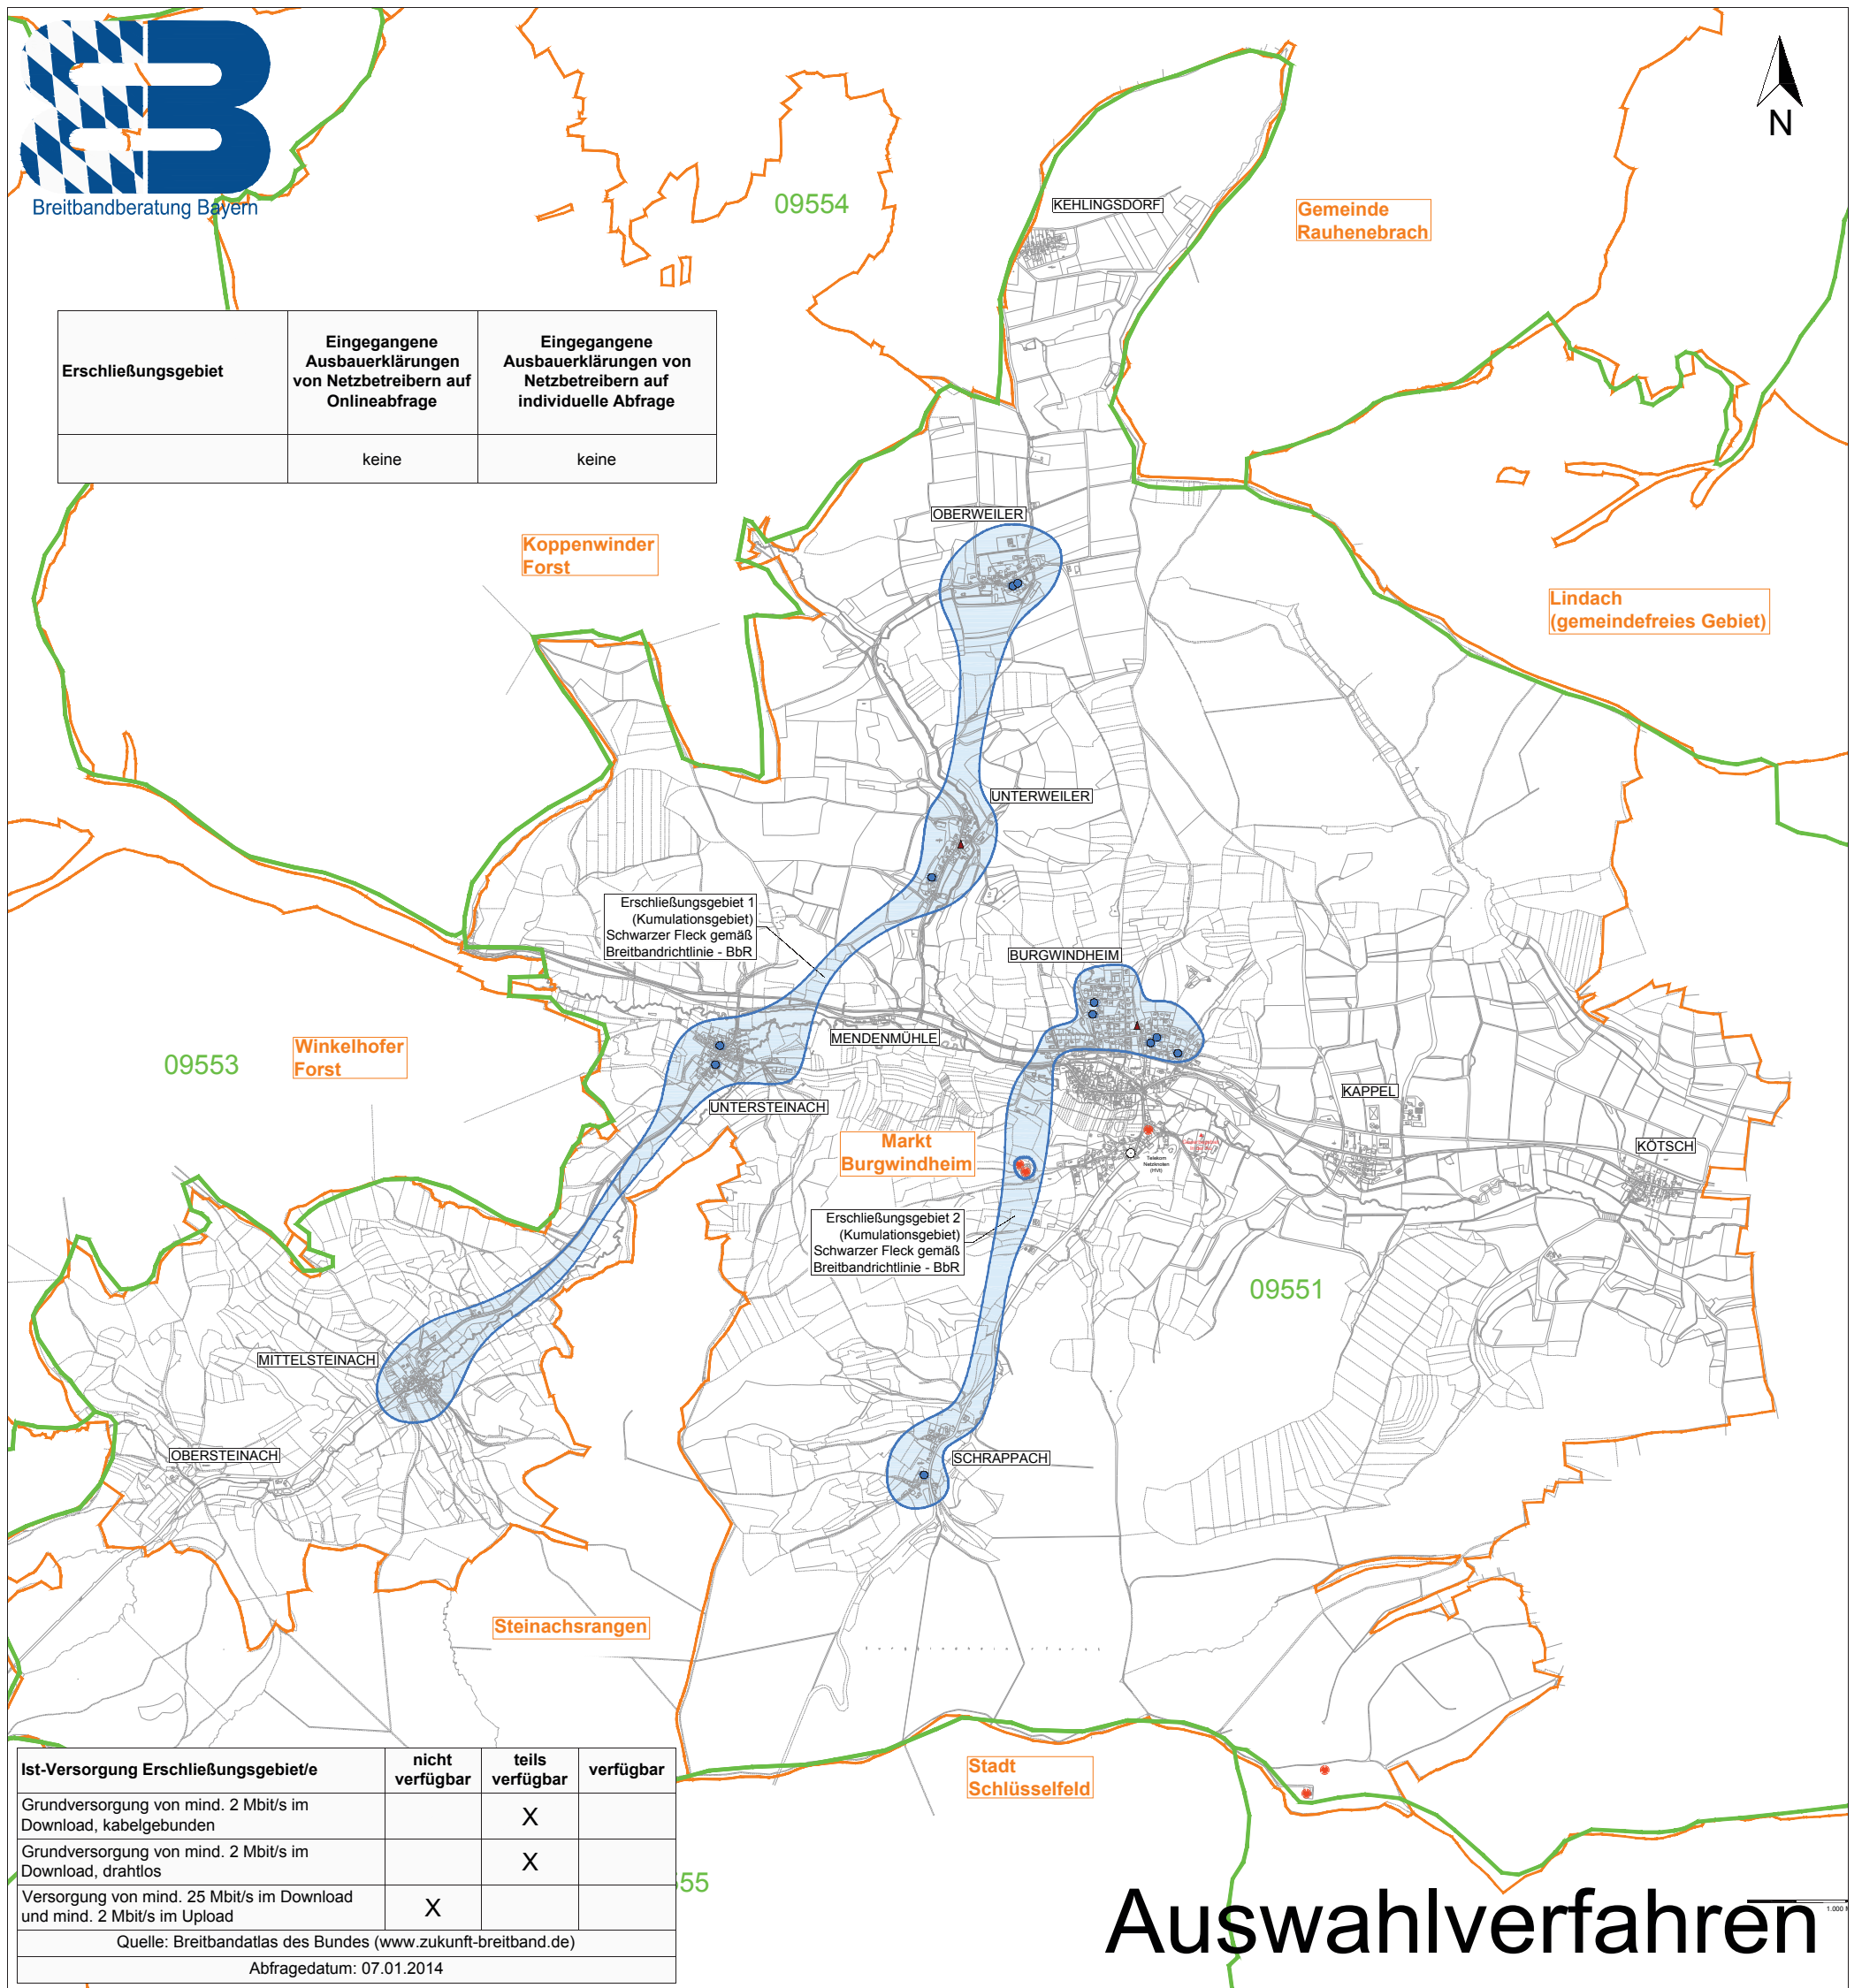 Breitbandberatung Bayern
N
09554
KEHLINGSDORF
Gemeinde
Rauhenebrach
Erschließungsgebiet
Eingegangene
Ausbauerklärungen
von Netzbetreibern auf
Onlineabfrage
Eingegangene
Ausbauerklärungen von
Netzbetreibern auf
individuelle Abfrage
keine
keine
OBERWEILER
Koppenwinder
Forst
Lindach
(gemeindefreies Gebiet)
UNTERWEILER
Erschließungsgebiet 1
(Kumulationsgebiet)
Schwarzer Fleck gemäß
Breitbandrichtlinie - BbR
BURGWINDHEIM
MENDENMÜHLE
09553
Winkelhofer
Forst
KAPPEL
UNTERSTEINACH
Markt
Burgwindheim
KÖTSCH
Telekom
Netzknoten
(HVt)
Erschließungsgebiet 2
(Kumulationsgebiet)
Schwarzer Fleck gemäß
Breitbandrichtlinie - BbR
09551
MITTELSTEINACH
OBERSTEINACH
SCHRAPPACH
Steinachsrangen
Stadt
Schlüsselfeld
Ist-Versorgung Erschließungsgebiet/e
nicht
verfügbar
teils
verfügbar
verfügbar
Grundversorgung von mind. 2 Mbit/s im
Download, kabelgebunden
X
Grundversorgung von mind. 2 Mbit/s im
Download, drahtlos
X
Versorgung von mind. 25 Mbit/s im Download
und mind. 2 Mbit/s im Upload
X
Quelle: Breitbandatlas des Bundes (www.zukunft-breitband.de)
Abfragedatum: 07.01.2014
55
Auswahlverfahren
1.000